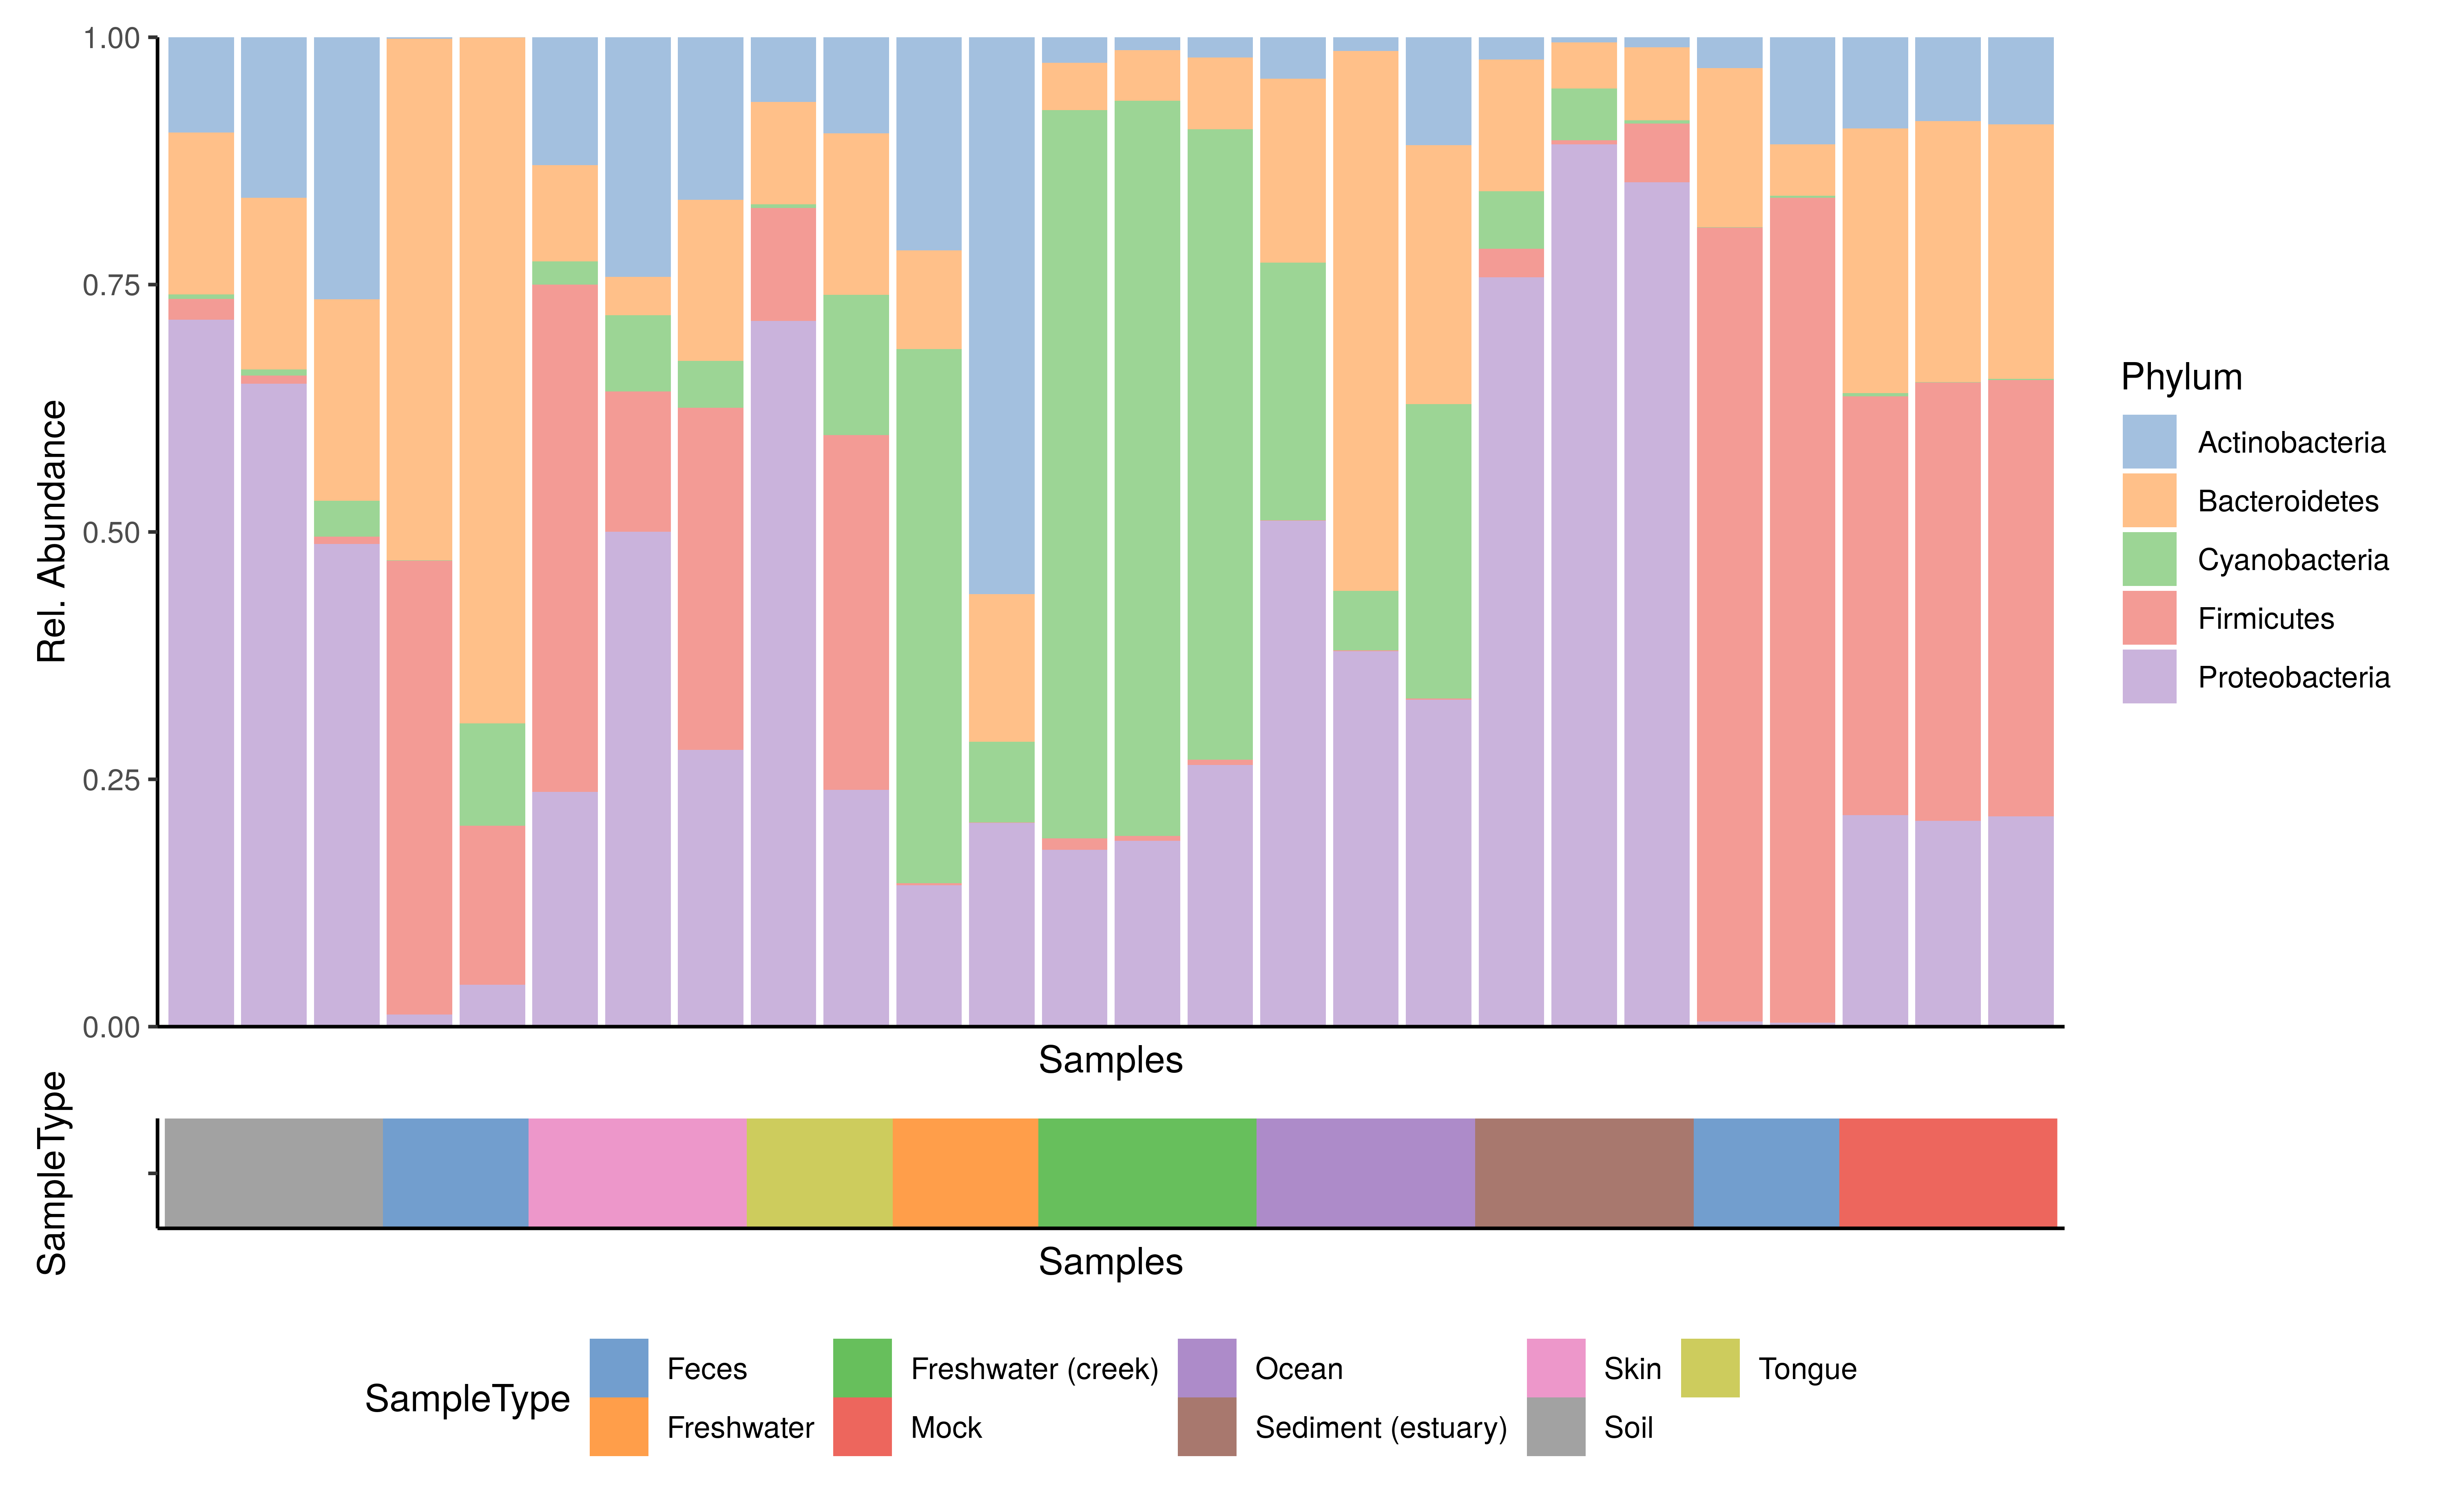 1.00
0.75
0.50
0.25
0.00
Rel. Abundance
Samples
Phylum
Actinobacteria
Bacteroidetes
Cyanobacteria
Firmicutes
Proteobacteria
SampleType
Samples
SampleType
Feces
Freshwater (creek)
Ocean
Skin
Tongue
Freshwater
Mock
Sediment (estuary)
Soil